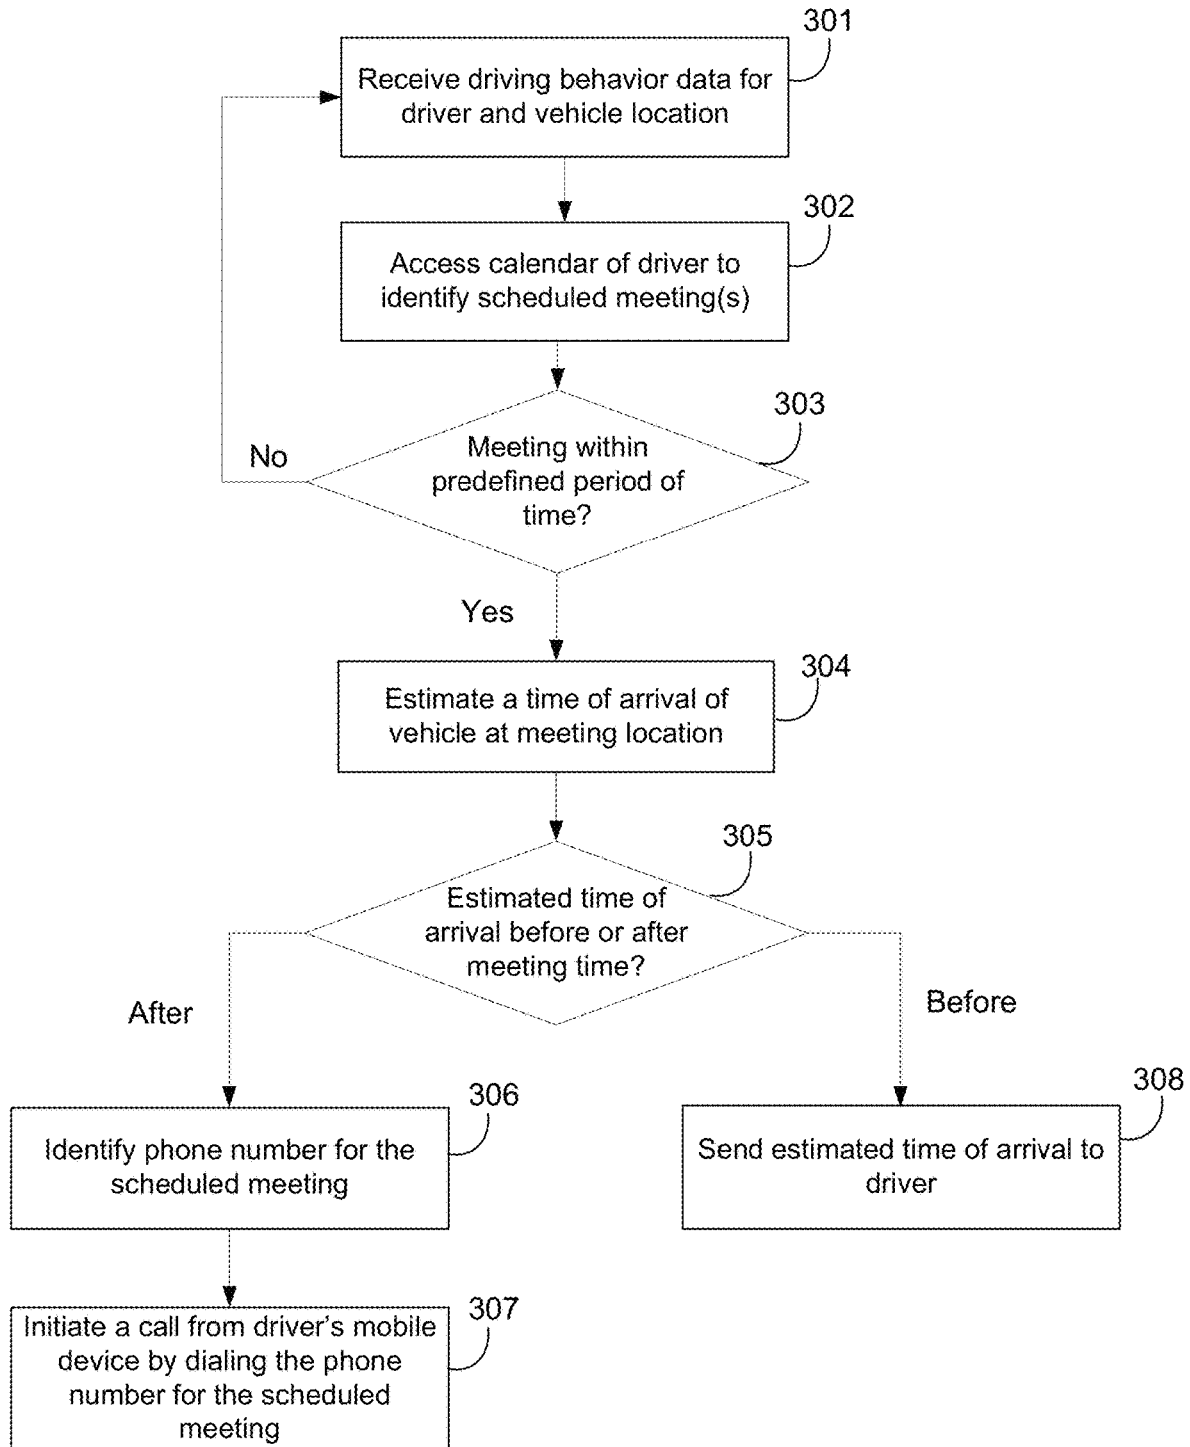 301
Receive driving behavior data for
driver and vehicle location
302
Access calendar of driver to
identify scheduled meeting(s)
303
Meeting within
predefined period of
time?
No
Yes
304
Estimate a time of arrival of
vehicle at meeting location
305
Estimated time of
arrival before or after
meeting time?
After
Before
306
Identify phone number for the
scheduled meeting
308
Send estimated time of arrival to
driver
307
Initiate a call from driver's mobile
device by dialing the phone
number for the scheduled
meeting